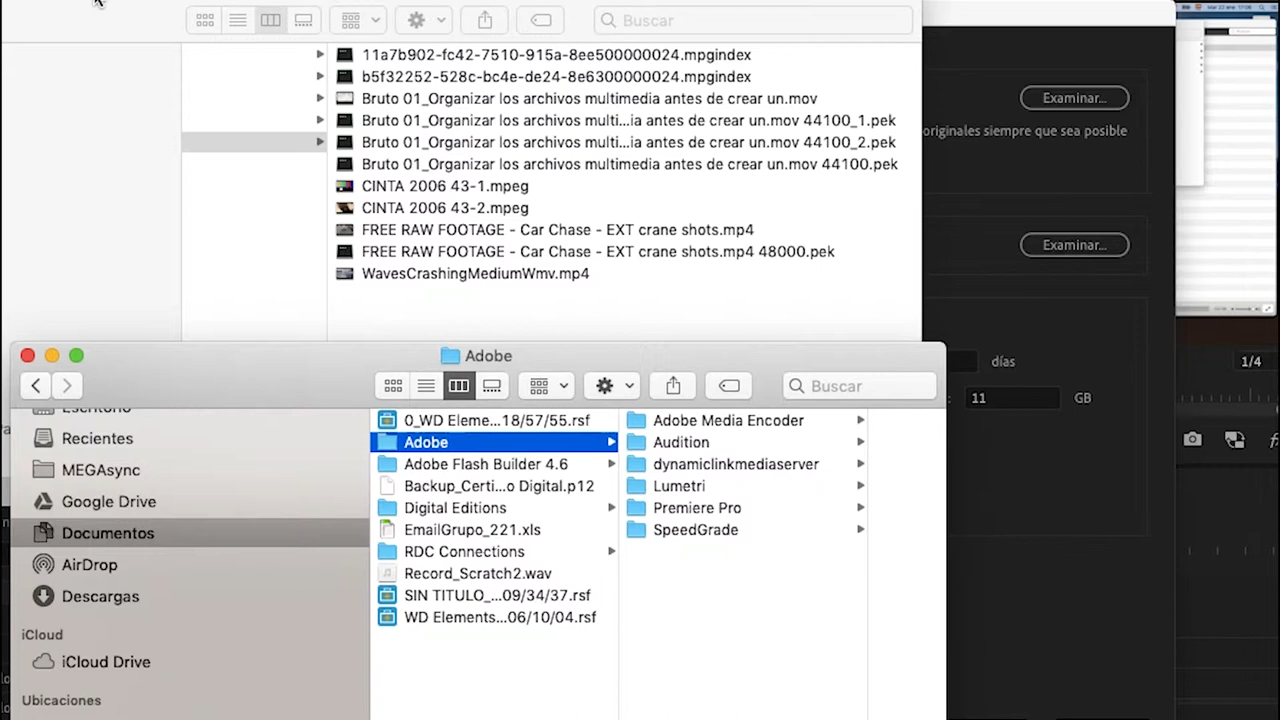 Buscar
11a7b902-fc42-7510-915a-8ee500000024.mpgindex
b5f32252-528c-bc4e-de24-8e6300000000.mpgindex
Bruto 01_Organizar los archivos multimedia antes de crear un.mov
Bruto 01_Organizar los archivos multi...ia antes de crear un.mov 44100_1.pek
Bruto 01_Organizar los archivos multi...ia antes de crear un.mov 44100_2.pek
Bruto 01_Organizar los archivos multimedia antes de crear un.mov 44100.pek
CINTA 2006 43-1.mpeg
CINTA 2006 43-2.mpeg
FREE RAW FOOTAGE - Car Chase - EXT crane shots.mp4
FREE RAW FOOTAGE - Car Chase - EXT crane shots.mp4 48000.pek
WavesCrashingMediumWmv.mp4
Examinar...
originales siempre que sea posible
Examinar...
días
11 GB
1/4
Adobe
Buscar
Escritorio
Recientes
MEGAsync
Google Drive
Documentos
AirDrop
Descargas
iCloud
iCloud Drive
Ubicaciones
0_WD Eleme...18/57/55.rsf
Adobe
Adobe Flash Builder 4.6
Backup_Certi...o Digital.p12
Digital Editions
EmailGrupo_221.xls
RDC Connections
Record_Scratch2.wav
SIN TITULO_...09/34/37.rsf
WD Elements...06/10/04.rsf
Adobe Media Encoder
Audition
dynamiclinkmediaserver
Lumetri
Premiere Pro
SpeedGrade